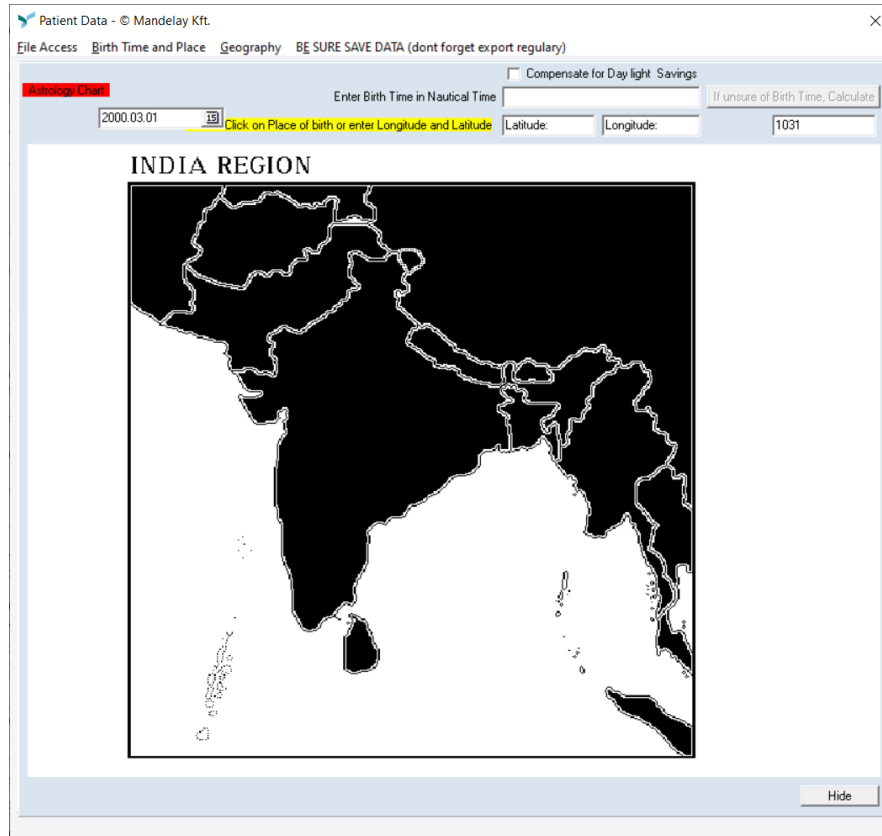 Patient Data - © Mandelay Kft.
File Access Birth Time and Place Geography BE SURE SAVE DATA (dont forget export regulary)
Compensate for Day light Savings
Astrology Chart
Enter Birth Time in Nautical Time If unsure of Birth Time, Calculate
2000.03.01 15 Click on Place of birth or enter Longitude and Latitude Latitude: Longitude: 1031
INDIA REGION
Hide